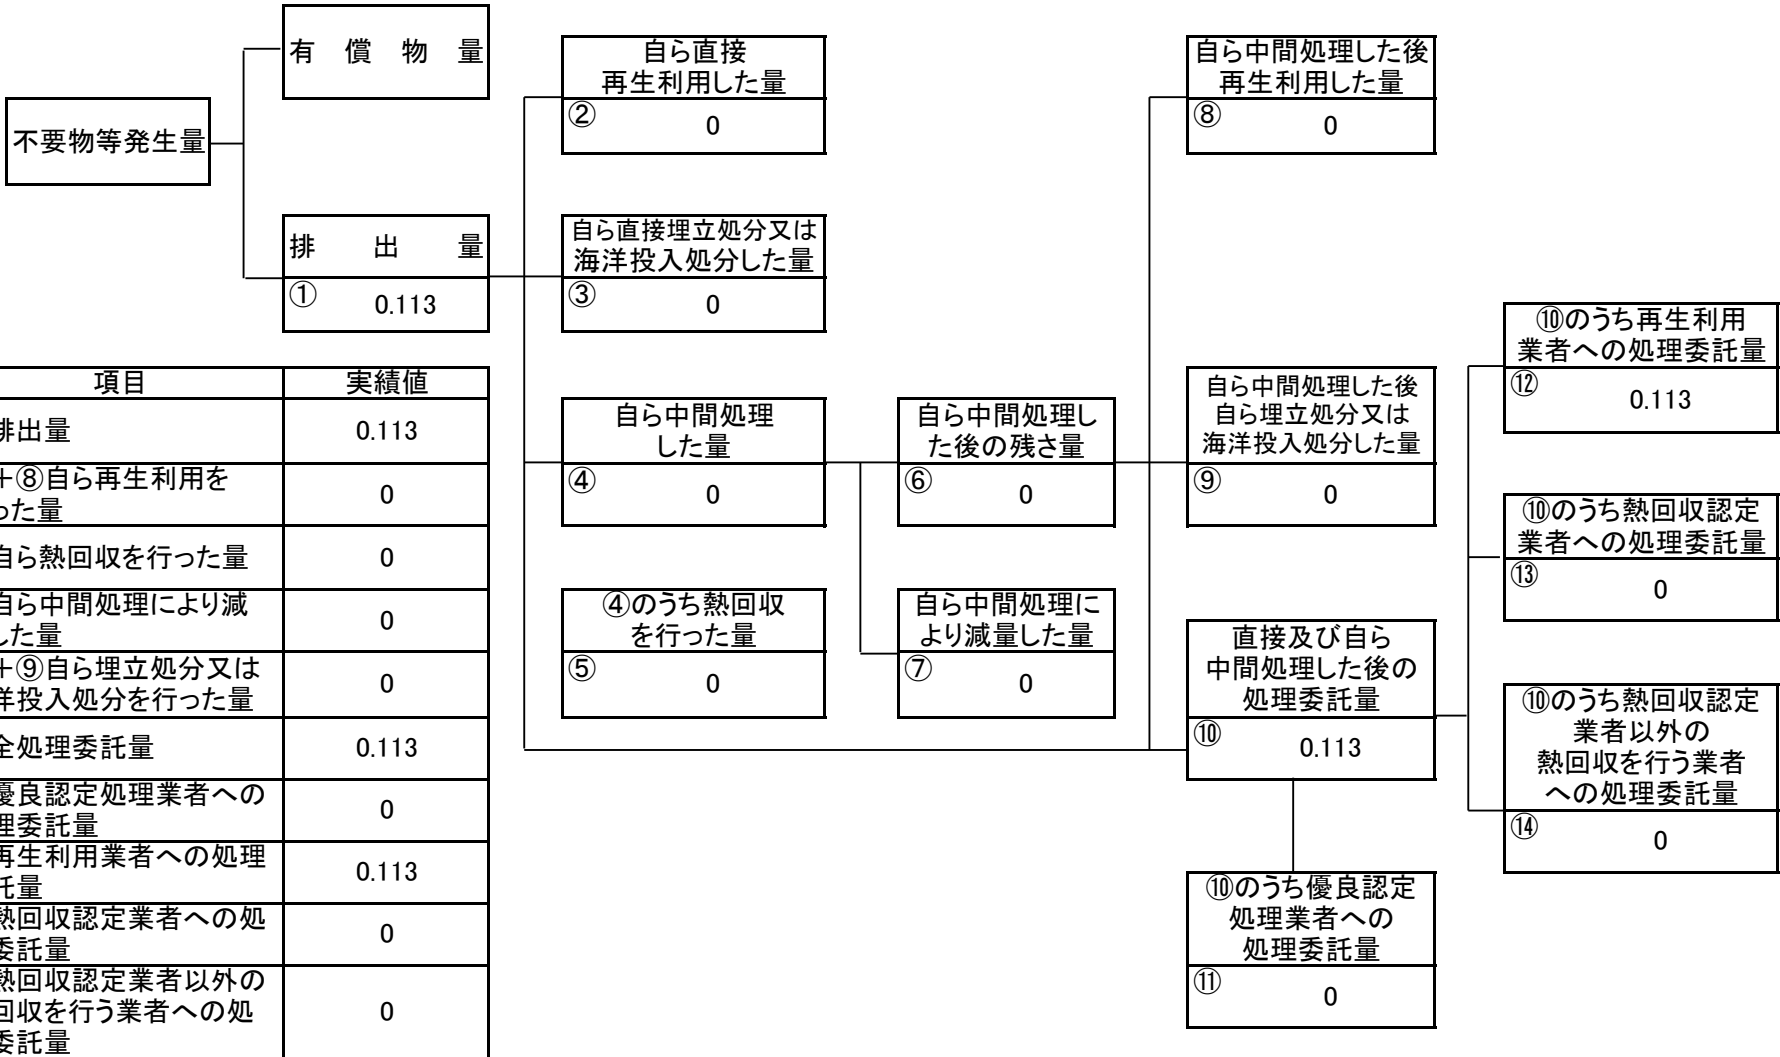 有償物量
不要物等発生量
排出量
① 0.113
自ら直接
再生利用した量
② 0
自ら直接埋立処分又は
海洋投入処分した量
③ 0
自ら中間処理
した量
④ 0
④のうち熱回収
を行った量
⑤ 0
自ら中間処理し
た後の残さ量
⑥ 0
自ら中間処理に
より減量した量
⑦ 0
自ら中間処理した後
再生利用した量
⑧ 0
自ら中間処理した後
自ら埋立処分又は
海洋投入処分した量
⑨ 0
直接及び自ら
中間処理した後の
処理委託量
⑩ 0.113
⑩のうち優良認定
処理業者への
処理委託量
⑪ 0
⑩のうち再生利用
業者への処理委託量
⑫ 0.113
⑩のうち熱回収認定
業者への処理委託量
⑬ 0
⑩のうち熱回収認定
業者以外の
熱回収を行う業者
への処理委託量
⑭ 0
項目 実績値
排出量 0.113
+⑧自ら再生利用を
った量 0
自ら熱回収を行った量 0
自ら中間処理により減
した量 0
+⑨自ら埋立処分又は
洋投入処分を行った量 0
全処理委託量 0.113
優良認定処理業者への
理委託量 0
再生利用業者への処理
託量 0.113
熱回収認定業者への処
委託量 0
熱回収認定業者以外の
回収を行う業者への処
委託量 0